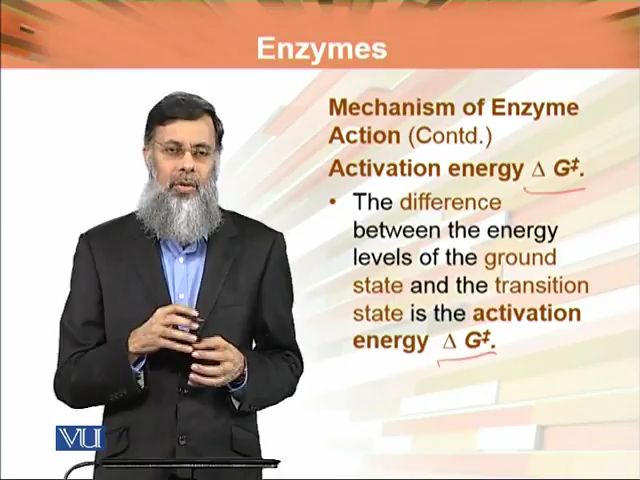 Enzymes
Mechanism of Enzyme
Action (Contd.)
Activation energy Δ G‡.
• The difference
between the energy
levels of the ground
state and the transition
state is the activation
energy Δ G‡.
VU